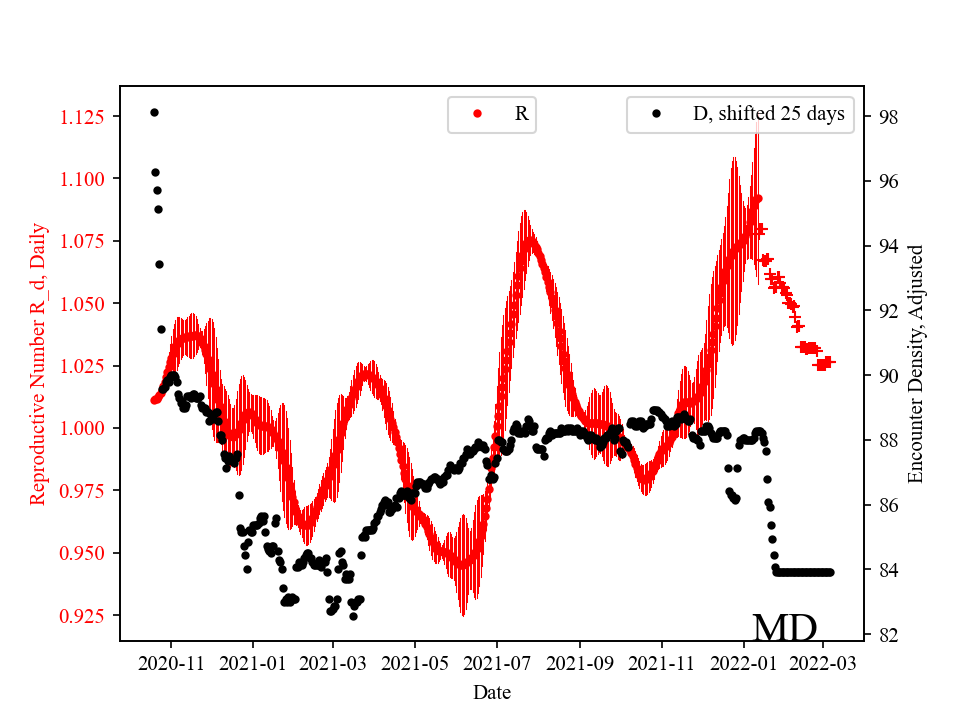 R
D, shifted 25 days
1.125
1.100
1.075
1.050
1.025
1.000
0.975
0.950
0.925
Reproductive Number R_d, Daily
98
96
94
92
90
88
86
84
82
Encounter Density, Adjusted
MD
2020-11 2021-01 2021-03 2021-05 2021-07 2021-09 2021-11 2022-01 2022-03
Date